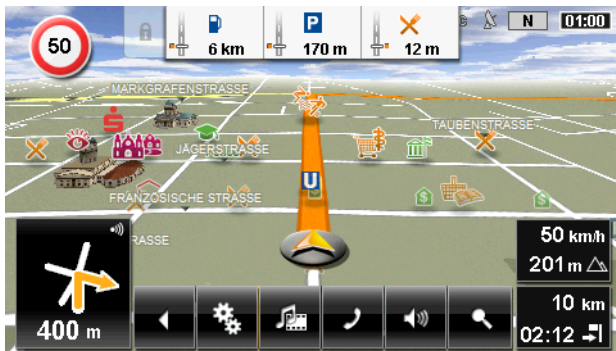 50
6 km
P
170 m
12 m
N
01:00
MARKGRAFENSTRASSE
TAUBENSTRASSE
JÄGERSTRASSE
U
FRANZÖSISCHE STRASSE
RASSE
50 km/h
201 m
400 m
10 km
02:12